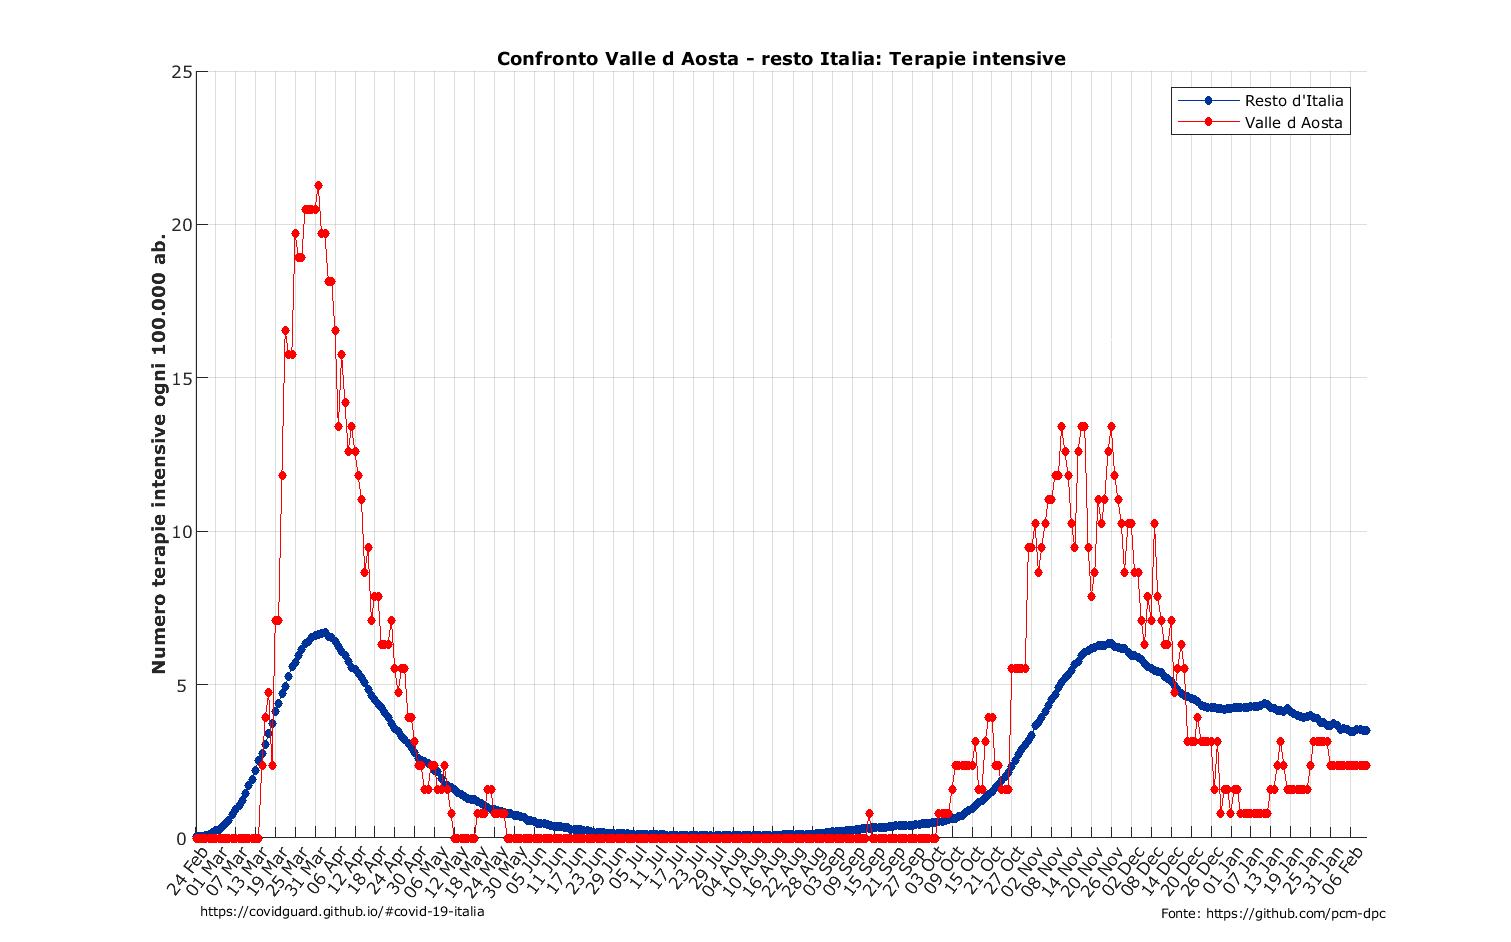 Confronto Valle d Aosta - resto Italia: Terapie intensive
Numero terapie intensive ogni 100.000 ab.
25
20
15
10
5
0
Resto d'Italia
Valle d Aosta
24 Feb
01 Mar
07 Mar
13 Mar
19 Mar
25 Mar
31 Mar
06 Apr
12 Apr
18 Apr
24 Apr
30 Apr
06 May
12 May
18 May
24 May
30 May
05 Jun
11 Jun
17 Jun
23 Jun
29 Jun
05 Jul
11 Jul
17 Jul
23 Jul
29 Jul
04 Aug
10 Aug
16 Aug
22 Aug
28 Aug
03 Sep
09 Sep
15 Sep
21 Sep
27 Sep
03 Oct
09 Oct
15 Oct
21 Oct
27 Oct
02 Nov
08 Nov
14 Nov
20 Nov
26 Nov
02 Dec
08 Dec
14 Dec
20 Dec
26 Dec
01 Jan
07 Jan
13 Jan
19 Jan
25 Jan
31 Jan
06 Feb
https://covidguard.github.io/#covid-19-italia
Fonte: https://github.com/pcm-dpc